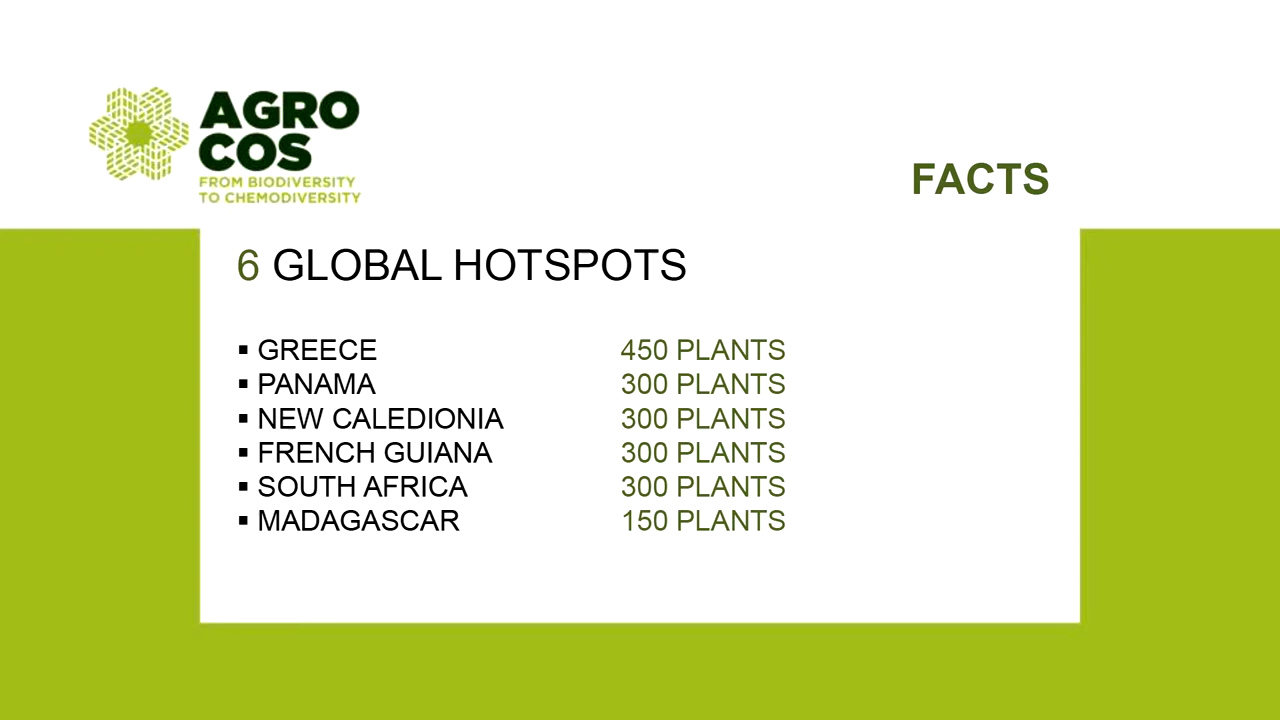 AGRO
COS
FROM BIODIVERSITY
TO CHEMODIVERSITY
FACTS
6 GLOBAL HOTSPOTS
▪ GREECE 450 PLANTS
▪ PANAMA 300 PLANTS
▪ NEW CALEDIONIA 300 PLANTS
▪ FRENCH GUIANA 300 PLANTS
▪ SOUTH AFRICA 300 PLANTS
▪ MADAGASCAR 150 PLANTS